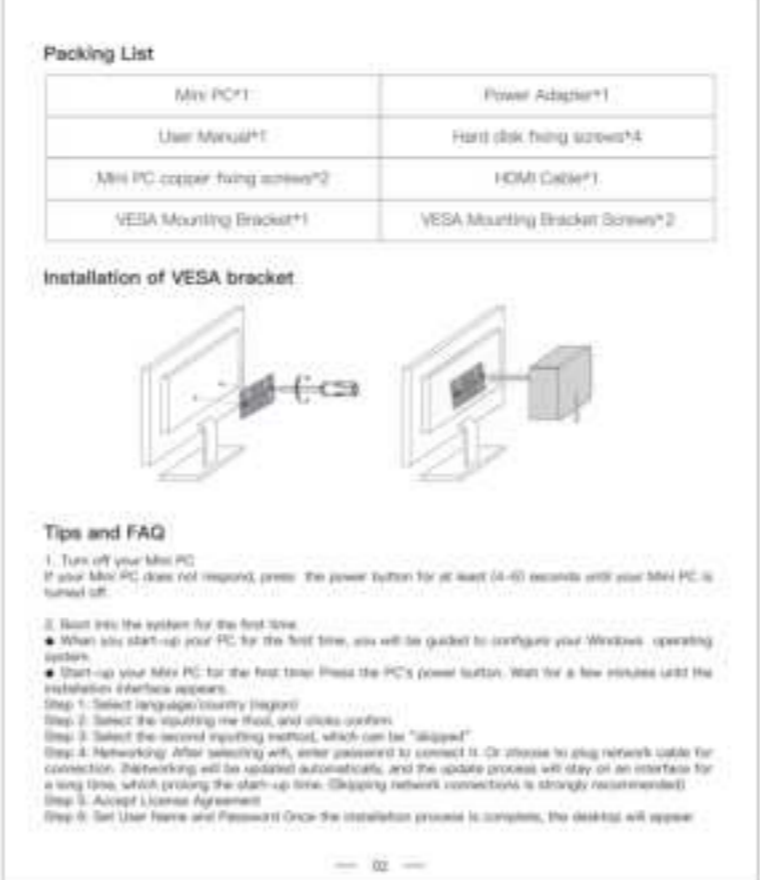 Packing List
Mini PC*1 Power Adapter*1
User Manual*1 Hard disk fixing screws*4
Mini PC copper fixing screws*2 HDMI Cable*1
VESA Mounting Bracket*1 VESA Mounting Bracket Screws*2
Installation of VESA bracket
Tips and FAQ
1. Turn off your Mini PC
If your Mini PC does not respond, press the power button for at least (4-6) seconds until your Mini PC is
turned off.
2. Boot into the system for the first time.
● When you start-up your PC for the first time, you will be guided to configure your Windows operating
system.
● Start-up your Mini PC for the first time: Press the PC's power button. Wait for a few minutes until the
installation interface appears.
Step 1: Select language/country (region)
Step 2: Select the inputting me thod, and clicks confirm.
Step 3: Select the second inputting method, which can be "skipped"
Step 4: Networking: After selecting wifi, enter password to connect it. Or choose to plug network cable for
connection. (Networking will be updated automatically, and the update process will stay on an interface for
a long time, which prolong the start-up time. (Skipping network connections is strongly recommended)
Step 5: Accept License Agreement
Step 6: Set User Name and Password Once the installation process is complete, the desktop will appear
— 02 —